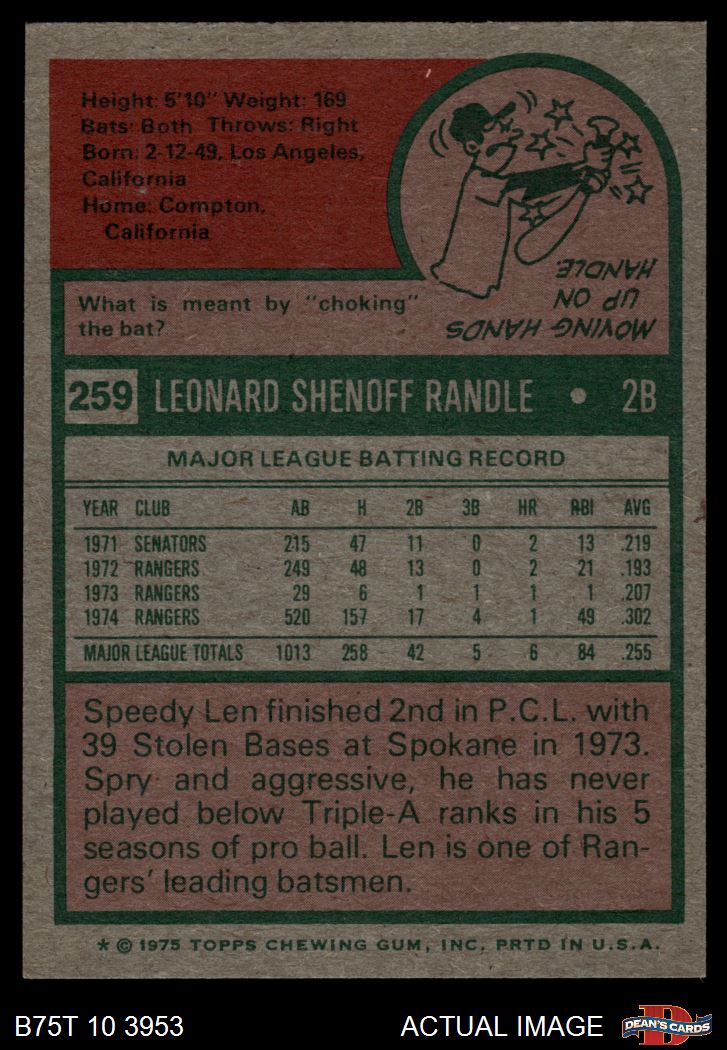 Height: 5'10" Weight: 169
Bats: Both Throws: Right
Born: 2-12-49, Los Angeles,
California
Home: Compton,
California
What is meant by "choking"
the bat?
MOVING HANDS
UP ON
HANDLE.
259 LEONARD SHENOFF RANDLE • 2B
MAJOR LEAGUE BATTING RECORD
YEAR CLUB AB H 2B 3B HR RBI AVG
1971 SENATORS 215 47 11 0 2 13 .219
1972 RANGERS 249 48 13 0 2 21 .193
1973 RANGERS 29 6 1 1 1 1 .207
1974 RANGERS 520 157 17 4 1 49 .302
MAJOR LEAGUE TOTALS 1013 258 42 5 6 84 .255
Speedy Len finished 2nd in P.C.L. with
39 Stolen Bases at Spokane in 1973.
Spry and aggressive, he has never
played below Triple-A ranks in his 5
seasons of pro ball. Len is one of Ran-
gers' leading batsmen.
* © 1975 TOPPS CHEWING GUM, INC. PRTD IN U.S.A.
B75T 10 3953 ACTUAL IMAGE
D
DEAN'S CARDS